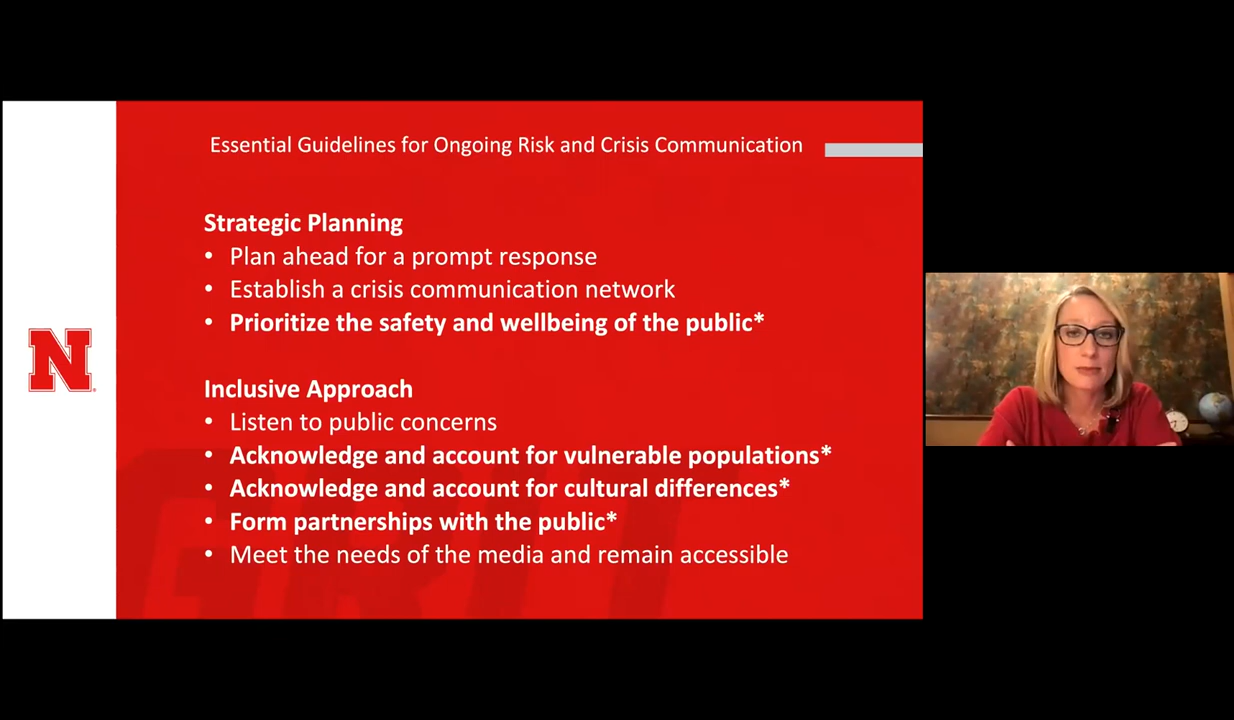 Essential Guidelines for Ongoing Risk and Crisis Communication
Strategic Planning
• Plan ahead for a prompt response
• Establish a crisis communication network
• Prioritize the safety and wellbeing of the public*
Inclusive Approach
• Listen to public concerns
• Acknowledge and account for vulnerable populations*
• Acknowledge and account for cultural differences*
• Form partnerships with the public*
• Meet the needs of the media and remain accessible
N